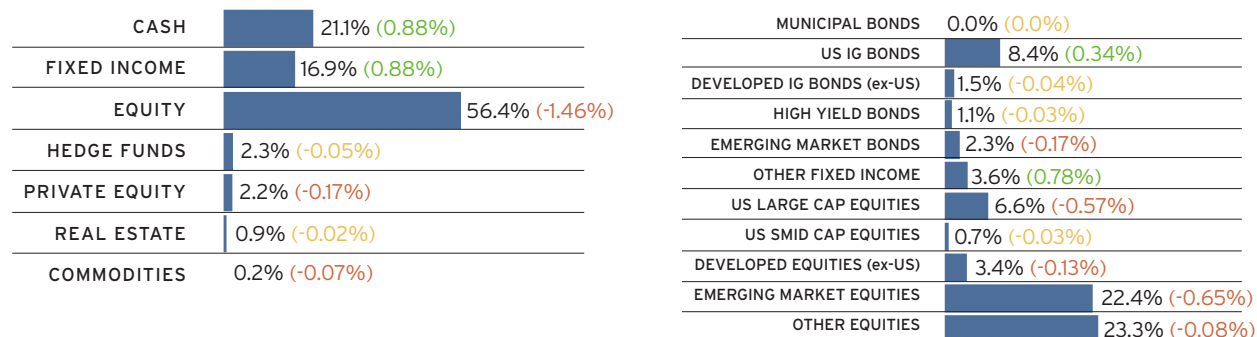 CASH 21.1% (0.88%)
FIXED INCOME 16.9% (0.88%)
EQUITY 56.4% (-1.46%)
HEDGE FUNDS 2.3% (-0.05%)
PRIVATE EQUITY 2.2% (-0.17%)
REAL ESTATE 0.9% (-0.02%)
COMMODITIES 0.2% (-0.07%)
MUNICIPAL BONDS 0.0% (0.0%)
US IG BONDS 8.4% (0.34%)
DEVELOPED IG BONDS (ex-US) 1.5% (-0.04%)
HIGH YIELD BONDS 1.1% (-0.03%)
EMERGING MARKET BONDS 2.3% (-0.17%)
OTHER FIXED INCOME 3.6% (0.78%)
US LARGE CAP EQUITIES 6.6% (-0.57%)
US SMID CAP EQUITIES 0.7% (-0.03%)
DEVELOPED EQUITIES (ex-US) 3.4% (-0.13%)
EMERGING MARKET EQUITIES 22.4% (-0.65%)
OTHER EQUITIES 23.3% (-0.08%)